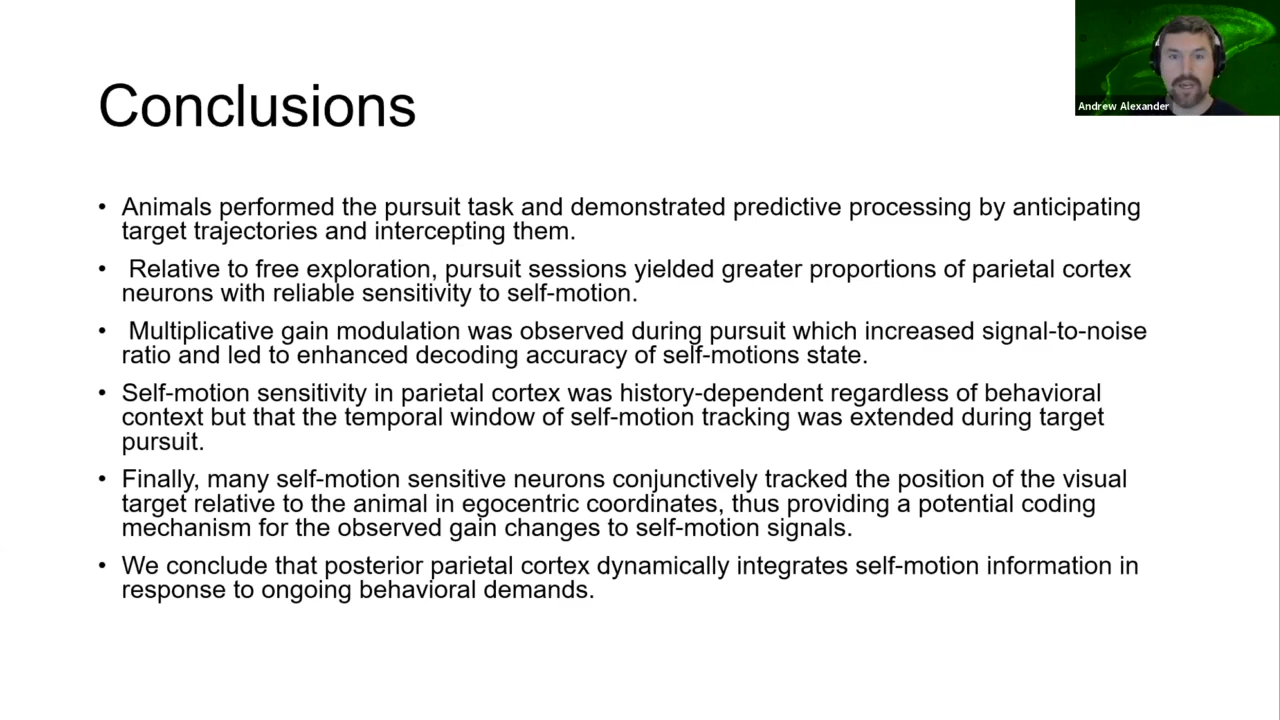 Andrew Alexander
Conclusions
• Animals performed the pursuit task and demonstrated predictive processing by anticipating
target trajectories and intercepting them.
• Relative to free exploration, pursuit sessions yielded greater proportions of parietal cortex
neurons with reliable sensitivity to self-motion.
• Multiplicative gain modulation was observed during pursuit which increased signal-to-noise
ratio and led to enhanced decoding accuracy of self-motions state.
• Self-motion sensitivity in parietal cortex was history-dependent regardless of behavioral
context but that the temporal window of self-motion tracking was extended during target
pursuit.
• Finally, many self-motion sensitive neurons conjunctively tracked the position of the visual
target relative to the animal in egocentric coordinates, thus providing a potential coding
mechanism for the observed gain changes to self-motion signals.
• We conclude that posterior parietal cortex dynamically integrates self-motion information in
response to ongoing behavioral demands.